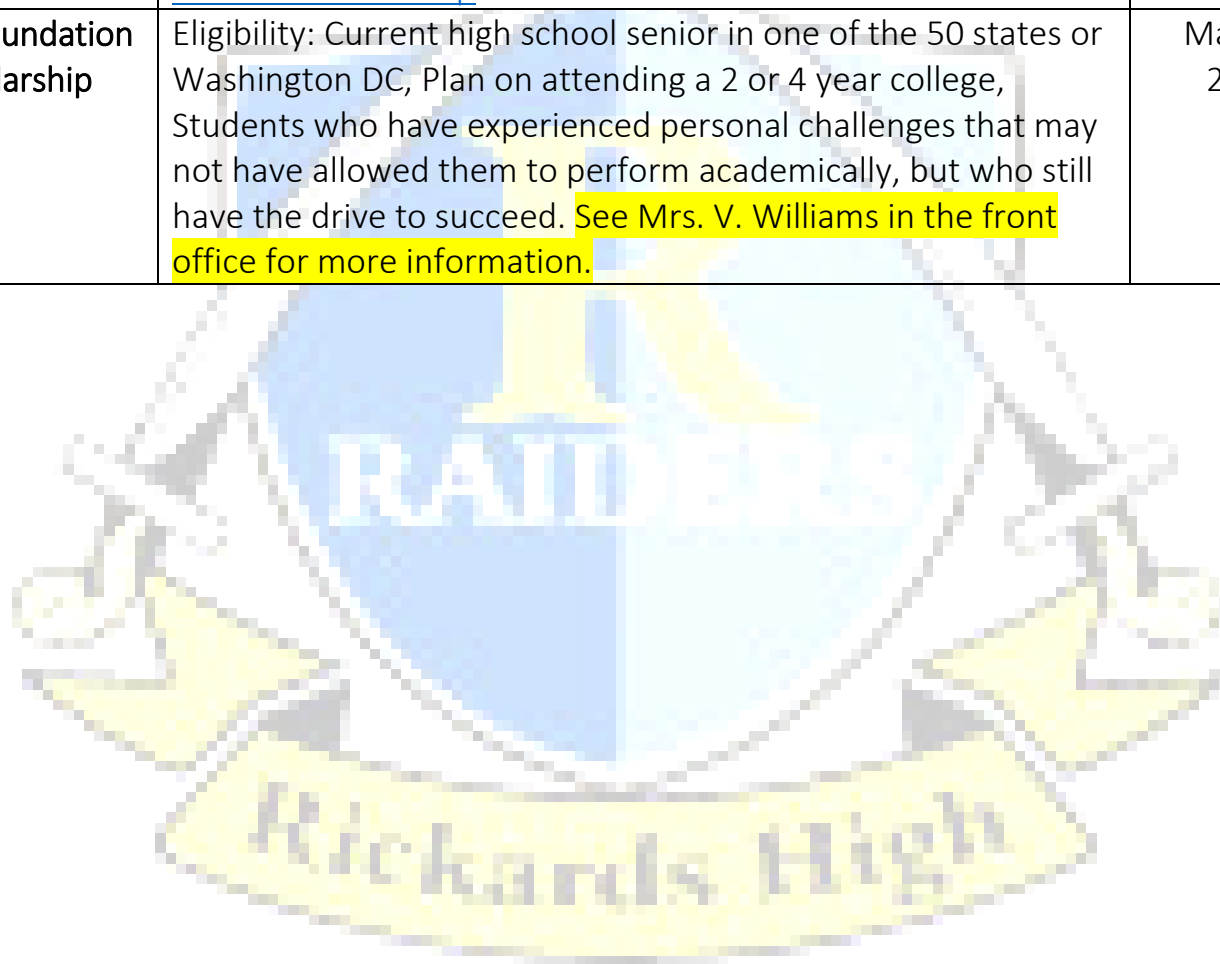 undation
larship
Eligibility: Current high school senior in one of the 50 states or
Washington DC, Plan on attending a 2 or 4 year college,
Students who have experienced personal challenges that may
not have allowed them to perform academically, but who still
have the drive to succeed. See Mrs. V. Williams in the front
office for more information.
Ma
2
R
RAIDERS
Rickards High